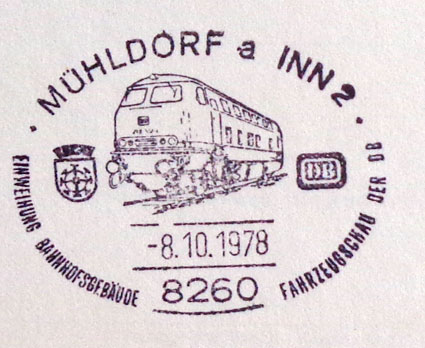 MÜHLDORF a INN 2
DB
-8.10.1978
8260
EINWEIHUNG BAHNHOFSGEBÄUDE
FAHRZEUGSCHAU DER DB